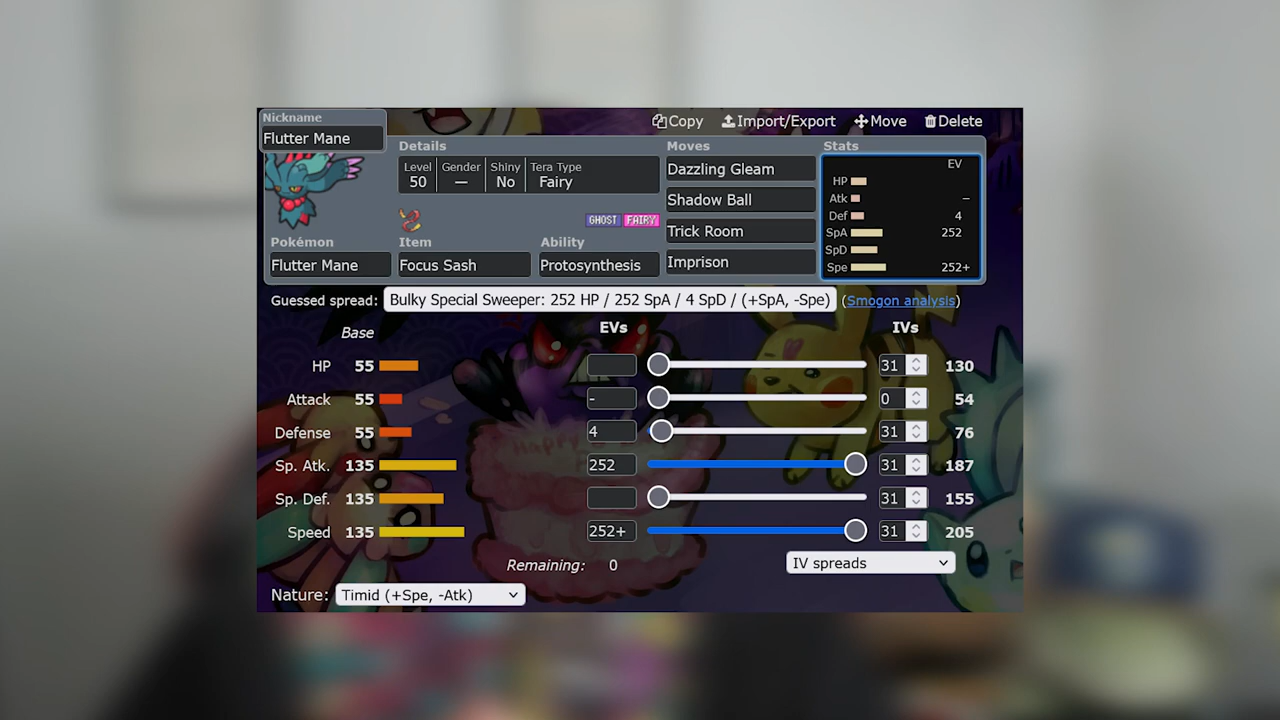 Nickname
Flutter Mane
Copy Import/Export Move Delete
Details
Level Gender Shiny Tera Type
50 — No Fairy
GHOST FAIRY
Pokémon Item Ability
Flutter Mane Focus Sash Protosynthesis
Moves
Dazzling Gleam
Shadow Ball
Trick Room
Imprison
Stats
EV
HP
Atk –
Def 4
SpA 252
SpD
Spe 252+
Guessed spread: Bulky Special Sweeper: 252 HP / 252 SpA / 4 SpD / (+SpA, -Spe) (Smogon analysis)
Base EVs IVs
HP 55 31 130
Attack 55 - 0 54
Defense 55 4 31 76
Sp. Atk. 135 252 31 187
Sp. Def. 135 31 155
Speed 135 252+ 31 205
Remaining: 0 IV spreads
Nature: Timid (+Spe, -Atk)